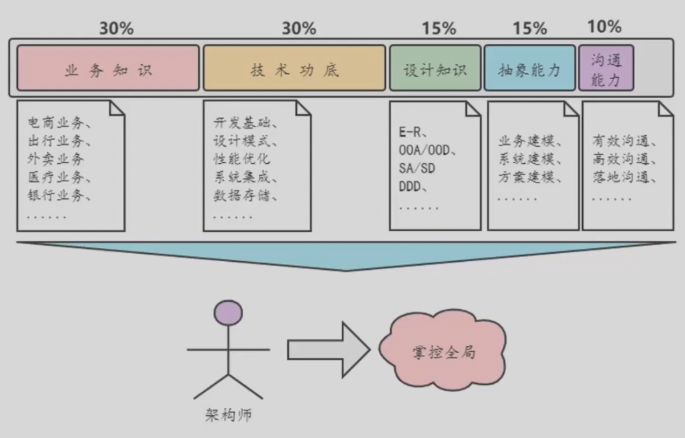 30%
30%
15%
15%
10%
业务知识
技术功底
设计知识
抽象能力
沟通
能力
电商业务、
出行业务、
外卖业务
医疗业务、
银行业务、
......
开发基础、
设计模式、
性能优化
系统集成、
数据存储、
......
E-R、
OOA/OOD、
SA/SD
DDD、
......
业务建模、
系统建模、
方案建模、
......
有效沟通、
高效沟通、
落地沟通、
......
架构师
掌控全局